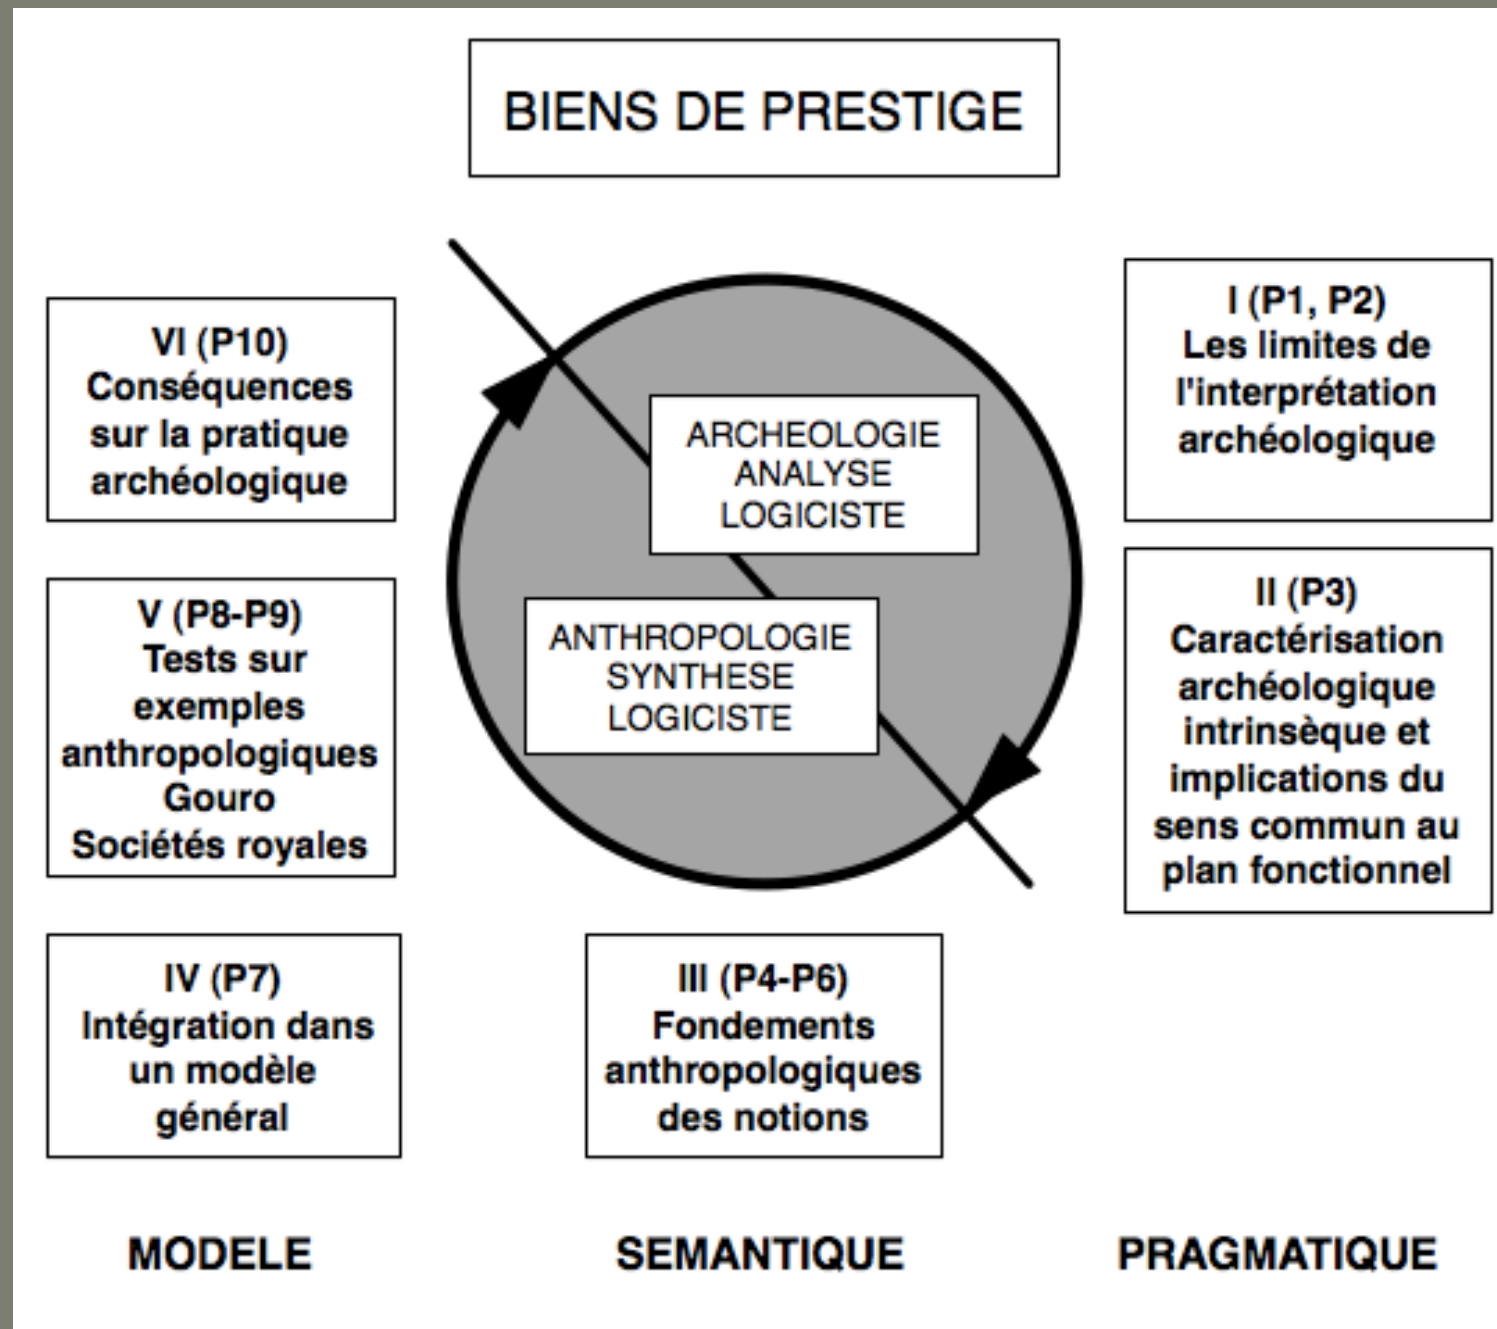 BIENS DE PRESTIGE
I (P1, P2)
Les limites de
l'interprétation
archéologique
II (P3)
Caractérisation
archéologique
intrinsèque et
implications du
sens commun au
plan fonctionnel
ARCHEOLOGIE
ANALYSE
LOGICISTE
ANTHROPOLOGIE
SYNTHESE
LOGICISTE
III (P4-P6)
Fondements
anthropologiques
des notions
IV (P7)
Intégration dans
un modèle
général
V (P8-P9)
Tests sur
exemples
anthropologiques
Gouro
Sociétés royales
VI (P10)
Conséquences
sur la pratique
archéologique
MODELE
SEMANTIQUE
PRAGMATIQUE